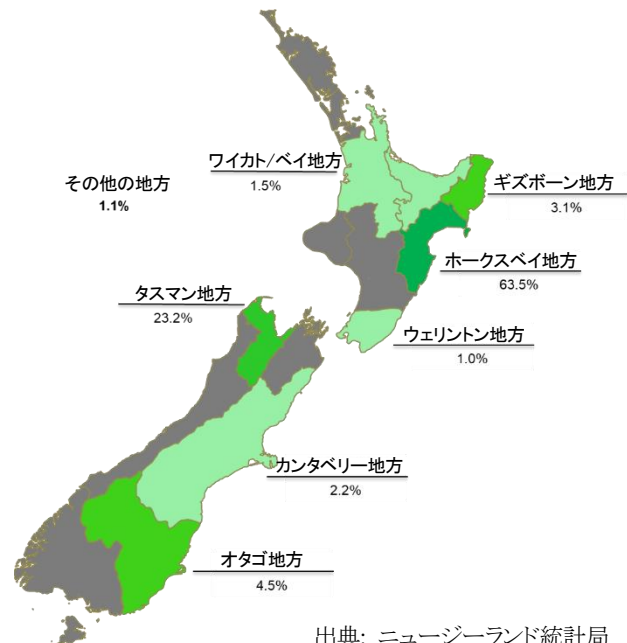 ワイカト/ベイ地方
1.5%
その他の地方
1.1%
ギズボーン地方
3.1%
ホークスベイ地方
63.5%
タスマン地方
23.2%
ウェリントン地方
1.0%
カンタベリー地方
2.2%
オタゴ地方
4.5%
出典: ニュージーランド統計局